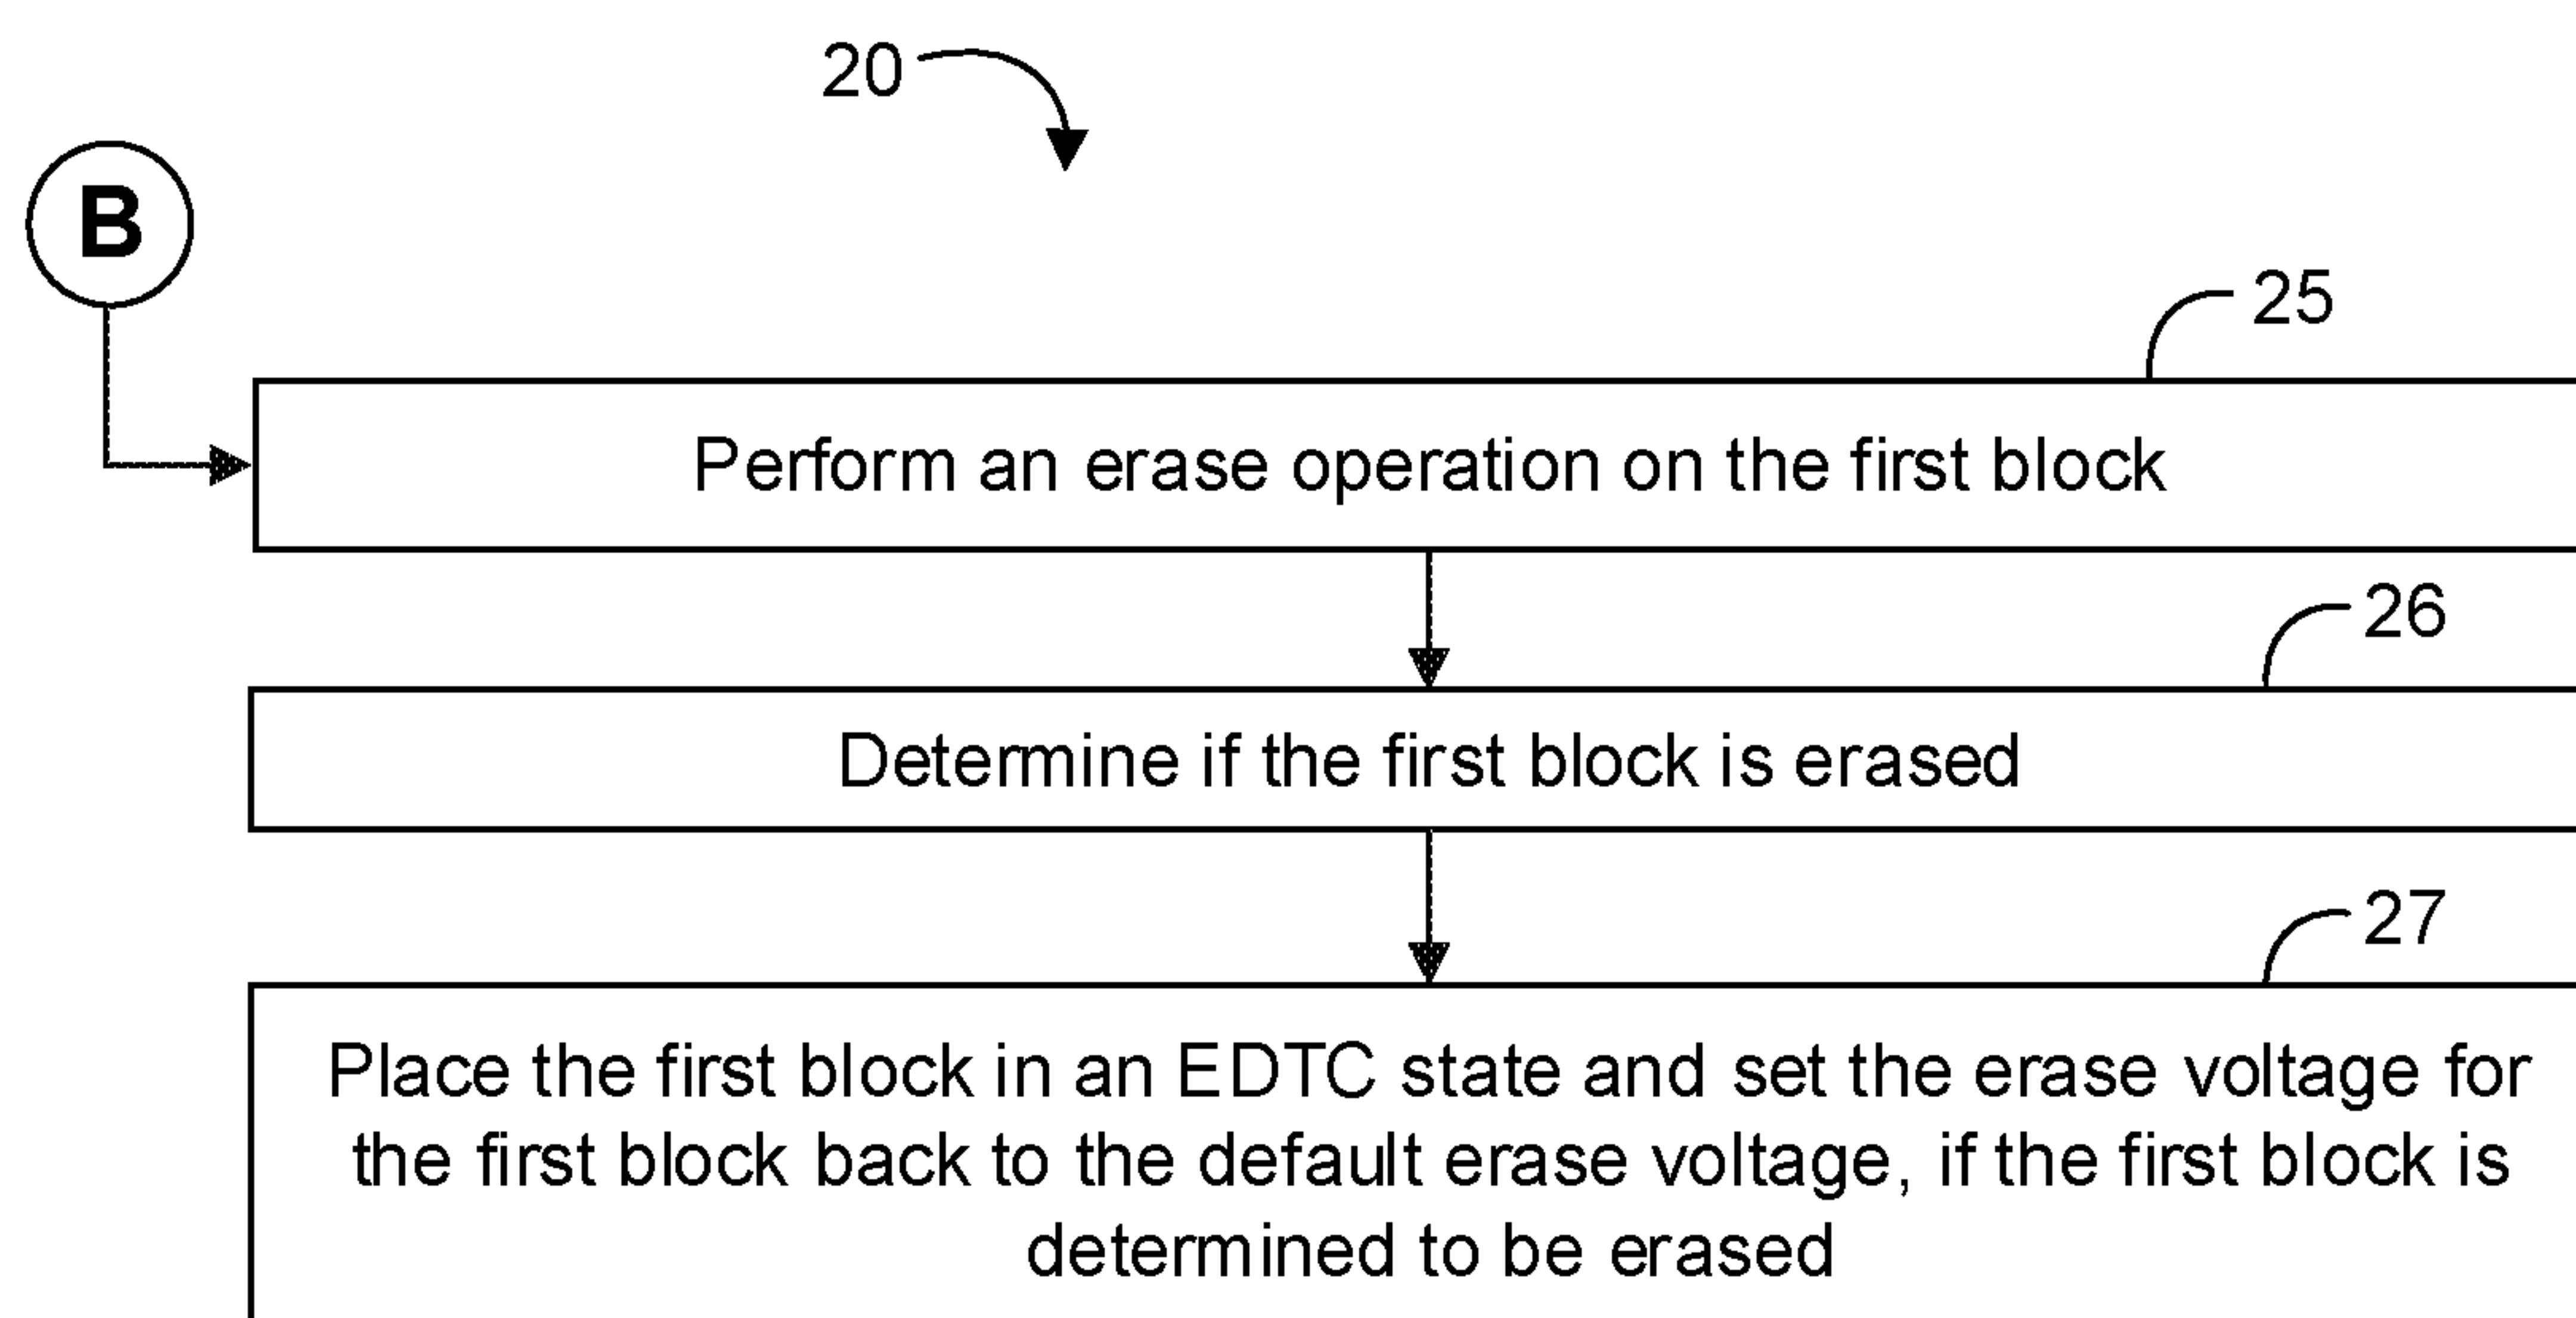 20
B
25
Perform an erase operation on the first block
26
Determine if the first block is erased
27
Place the first block in an EDTC state and set the erase voltage for
the first block back to the default erase voltage, if the first block is
determined to be erased